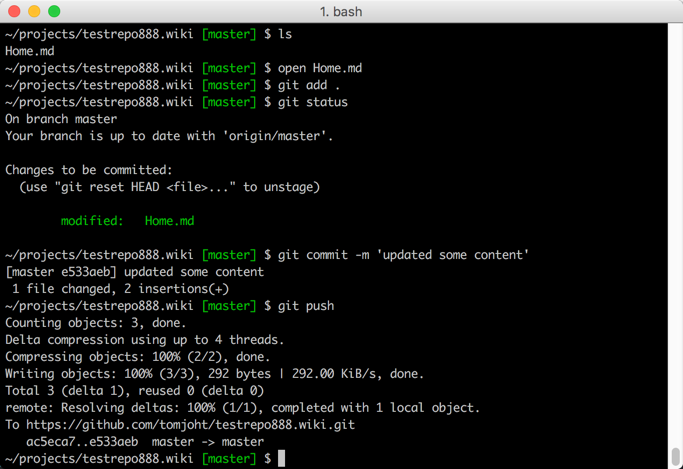 1. bash
~/projects/testrepo888.wiki [master] $ ls
Home.md
~/projects/testrepo888.wiki [master] $ open Home.md
~/projects/testrepo888.wiki [master] $ git add .
~/projects/testrepo888.wiki [master] $ git status
On branch master
Your branch is up to date with 'origin/master'.
Changes to be committed:
  (use "git reset HEAD <file>..." to unstage)
        modified:   Home.md
~/projects/testrepo888.wiki [master] $ git commit -m 'updated some content'
[master e533aeb] updated some content
 1 file changed, 2 insertions(+)
~/projects/testrepo888.wiki [master] $ git push
Counting objects: 3, done.
Delta compression using up to 4 threads.
Compressing objects: 100% (2/2), done.
Writing objects: 100% (3/3), 292 bytes | 292.00 KiB/s, done.
Total 3 (delta 1), reused 0 (delta 0)
remote: Resolving deltas: 100% (1/1), completed with 1 local object.
To https://github.com/tomjoht/testrepo888.wiki.git
   ac5eca7..e533aeb  master -> master
~/projects/testrepo888.wiki [master] $